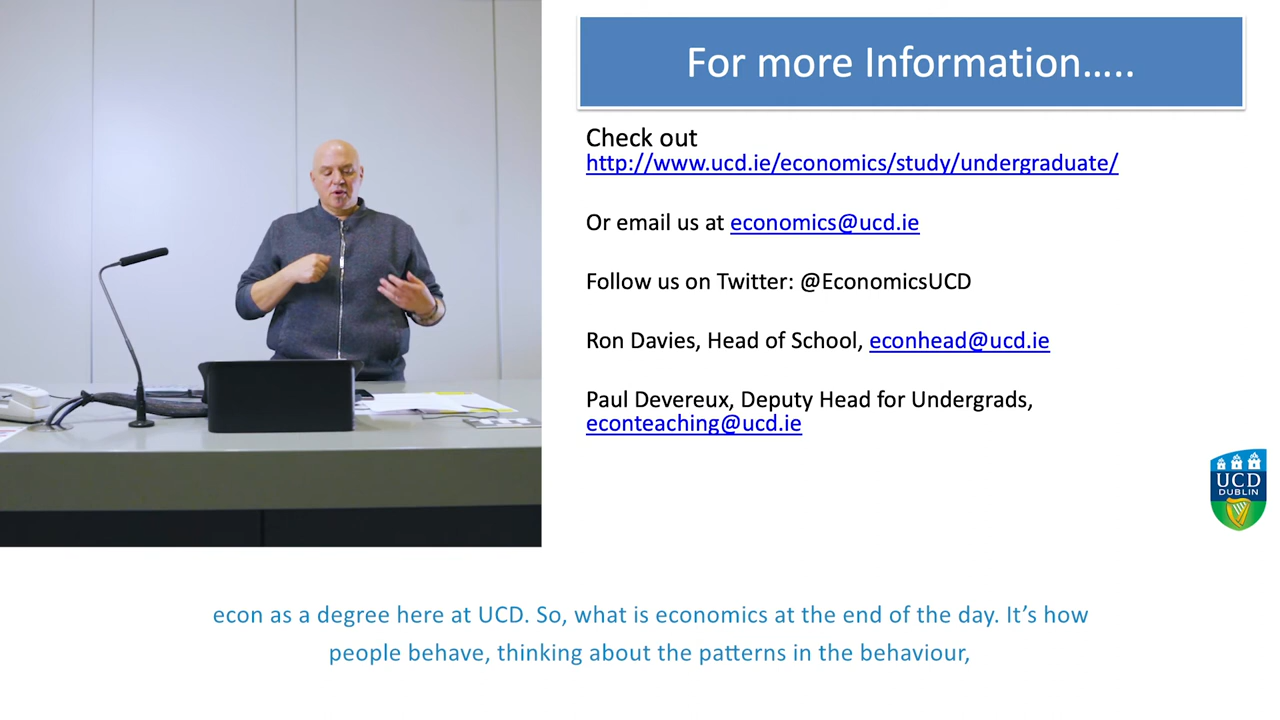 For more Information…..
Check out
http://www.ucd.ie/economics/study/undergraduate/
Or email us at economics@ucd.ie
Follow us on Twitter: @EconomicsUCD
Ron Davies, Head of School, econhead@ucd.ie
Paul Devereux, Deputy Head for Undergrads,
econteaching@ucd.ie
UCD
DUBLIN
econ as a degree here at UCD. So, what is economics at the end of the day. It’s how
people behave, thinking about the patterns in the behaviour,